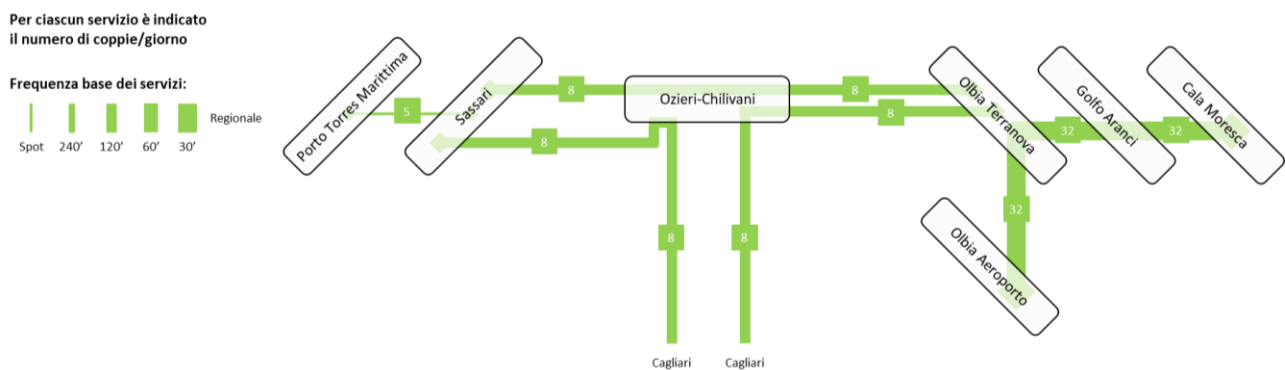 Per ciascun servizio è indicato
il numero di coppie/giorno
Frequenza base dei servizi:
Regionale
Spot 240' 120' 60' 30'
Porto Torres Marittima
5
Sassari
8
8
Ozieri-Chilivani
8
8
Olbia Terranova
32
Golfo Aranci
32
Cala Moresca
32
Olbia Aeroporto
8
8
Cagliari
Cagliari